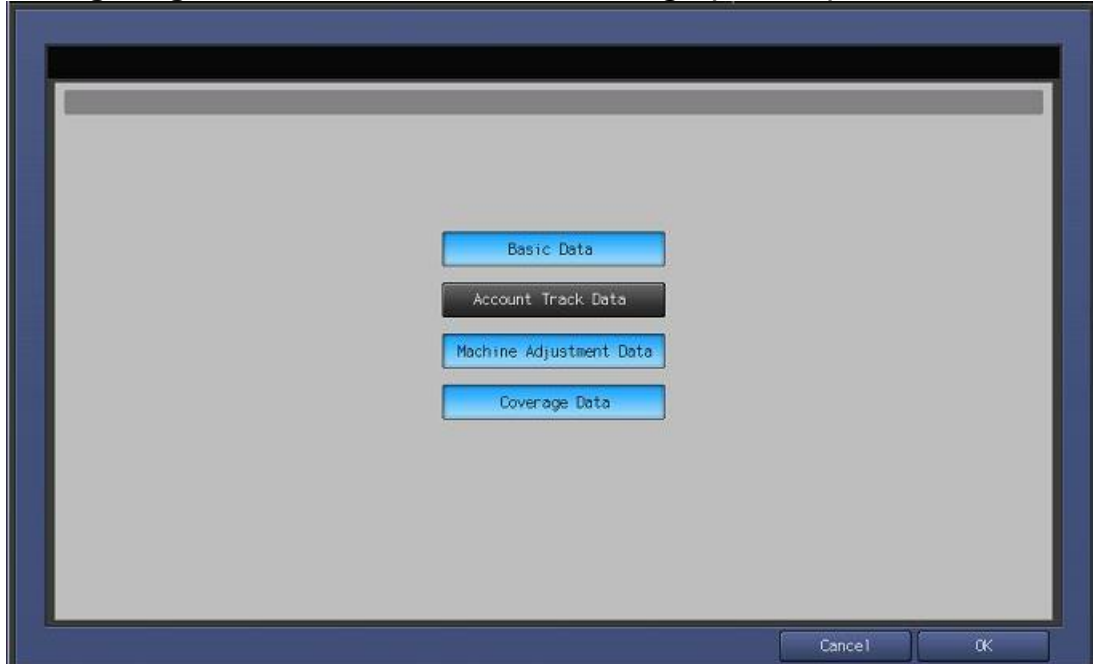 Basic Data
Account Track Data
Machine Adjustment Data
Coverage Data
Cancel OK